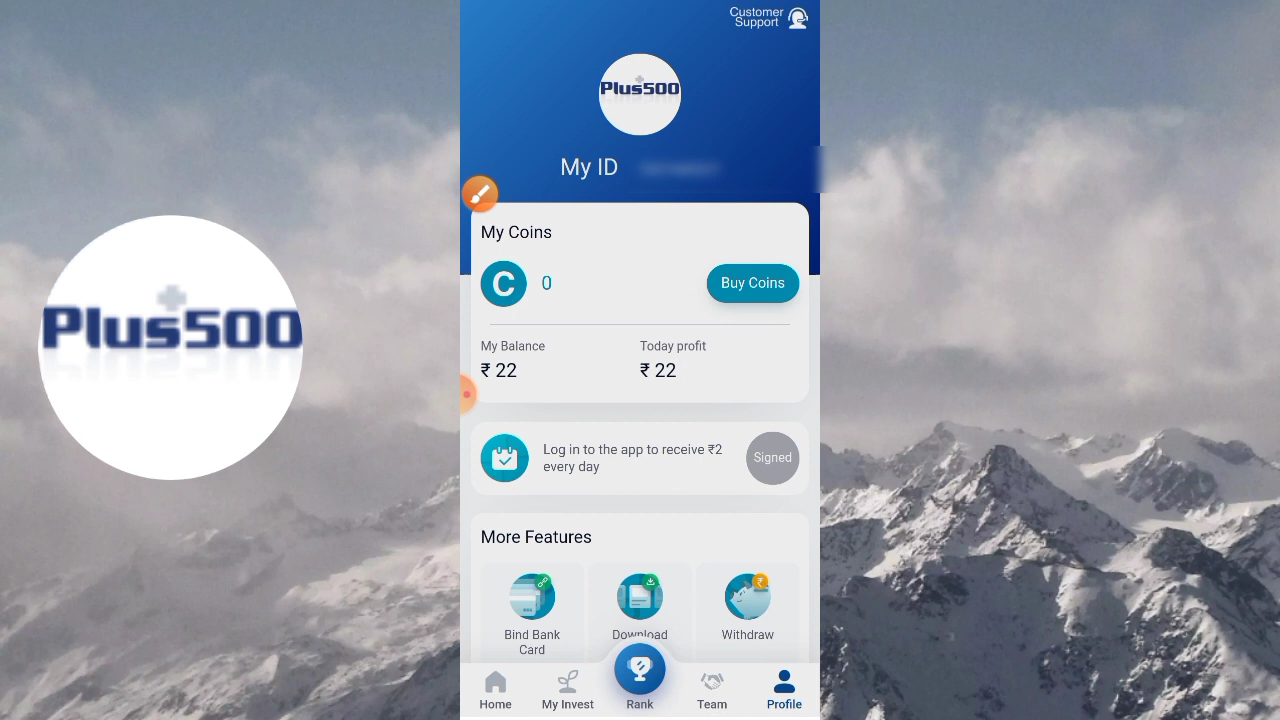 Customer
Support
Plus500
My ID
My Coins
C
0
Buy Coins
My Balance
Today profit
₹ 22
₹ 22
Log in to the app to receive ₹2
every day
Signed
More Features
Bind Bank
Card
Download
Withdraw
Home
My Invest
Rank
Team
Profile
Plus500